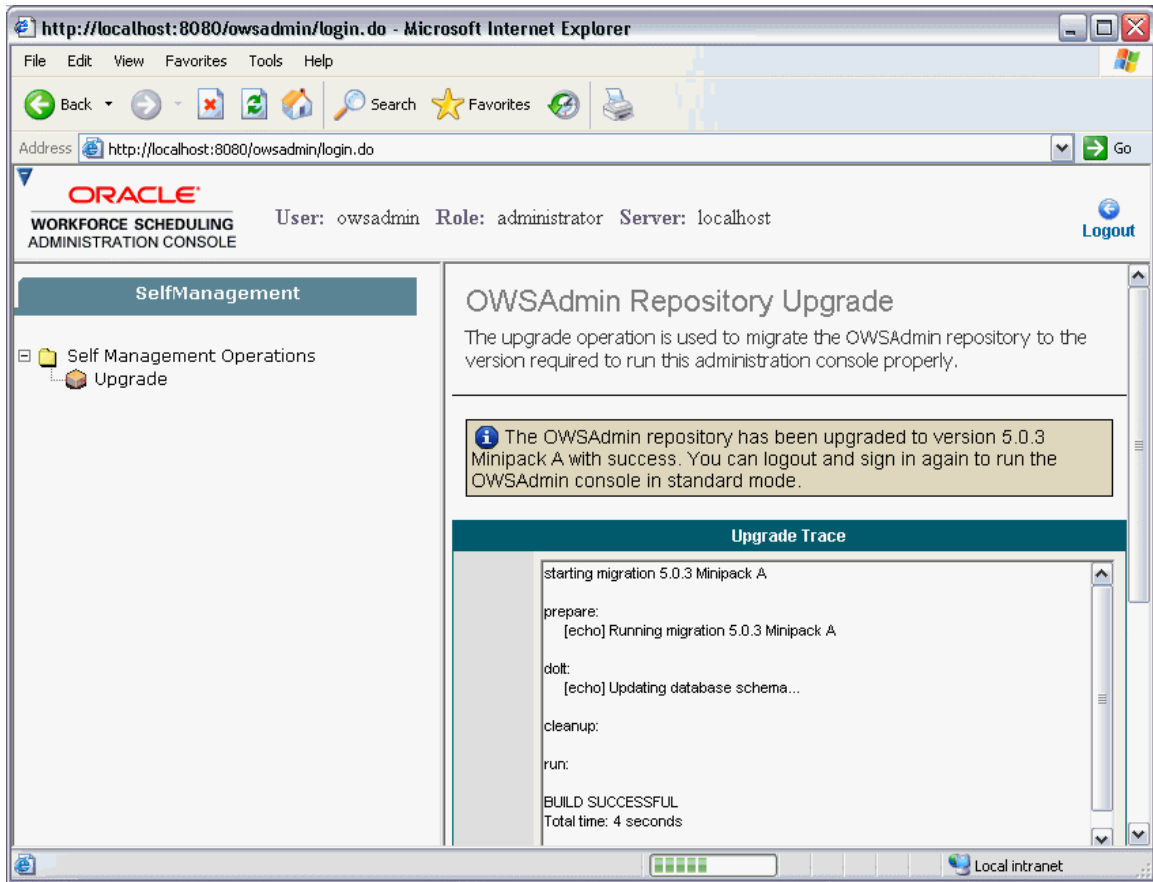 http://localhost:8080/owsadmin/login.do - Microsoft Internet Explorer
File Edit View Favorites Tools Help
Back Search Favorites
Address http://localhost:8080/owsadmin/login.do Go
ORACLE
WORKFORCE SCHEDULING
ADMINISTRATION CONSOLE
User: owsadmin Role: administrator Server: localhost
Logout
SelfManagement
Self Management Operations
Upgrade
OWSAdmin Repository Upgrade
The upgrade operation is used to migrate the OWSAdmin repository to the
version required to run this administration console properly.
The OWSAdmin repository has been upgraded to version 5.0.3
Minipack A with success. You can logout and sign in again to run the
OWSAdmin console in standard mode.
Upgrade Trace
starting migration 5.0.3 Minipack A
prepare:
[echo] Running migration 5.0.3 Minipack A
doIt:
[echo] Updating database schema...
cleanup:
run:
BUILD SUCCESSFUL
Total time: 4 seconds
Local intranet